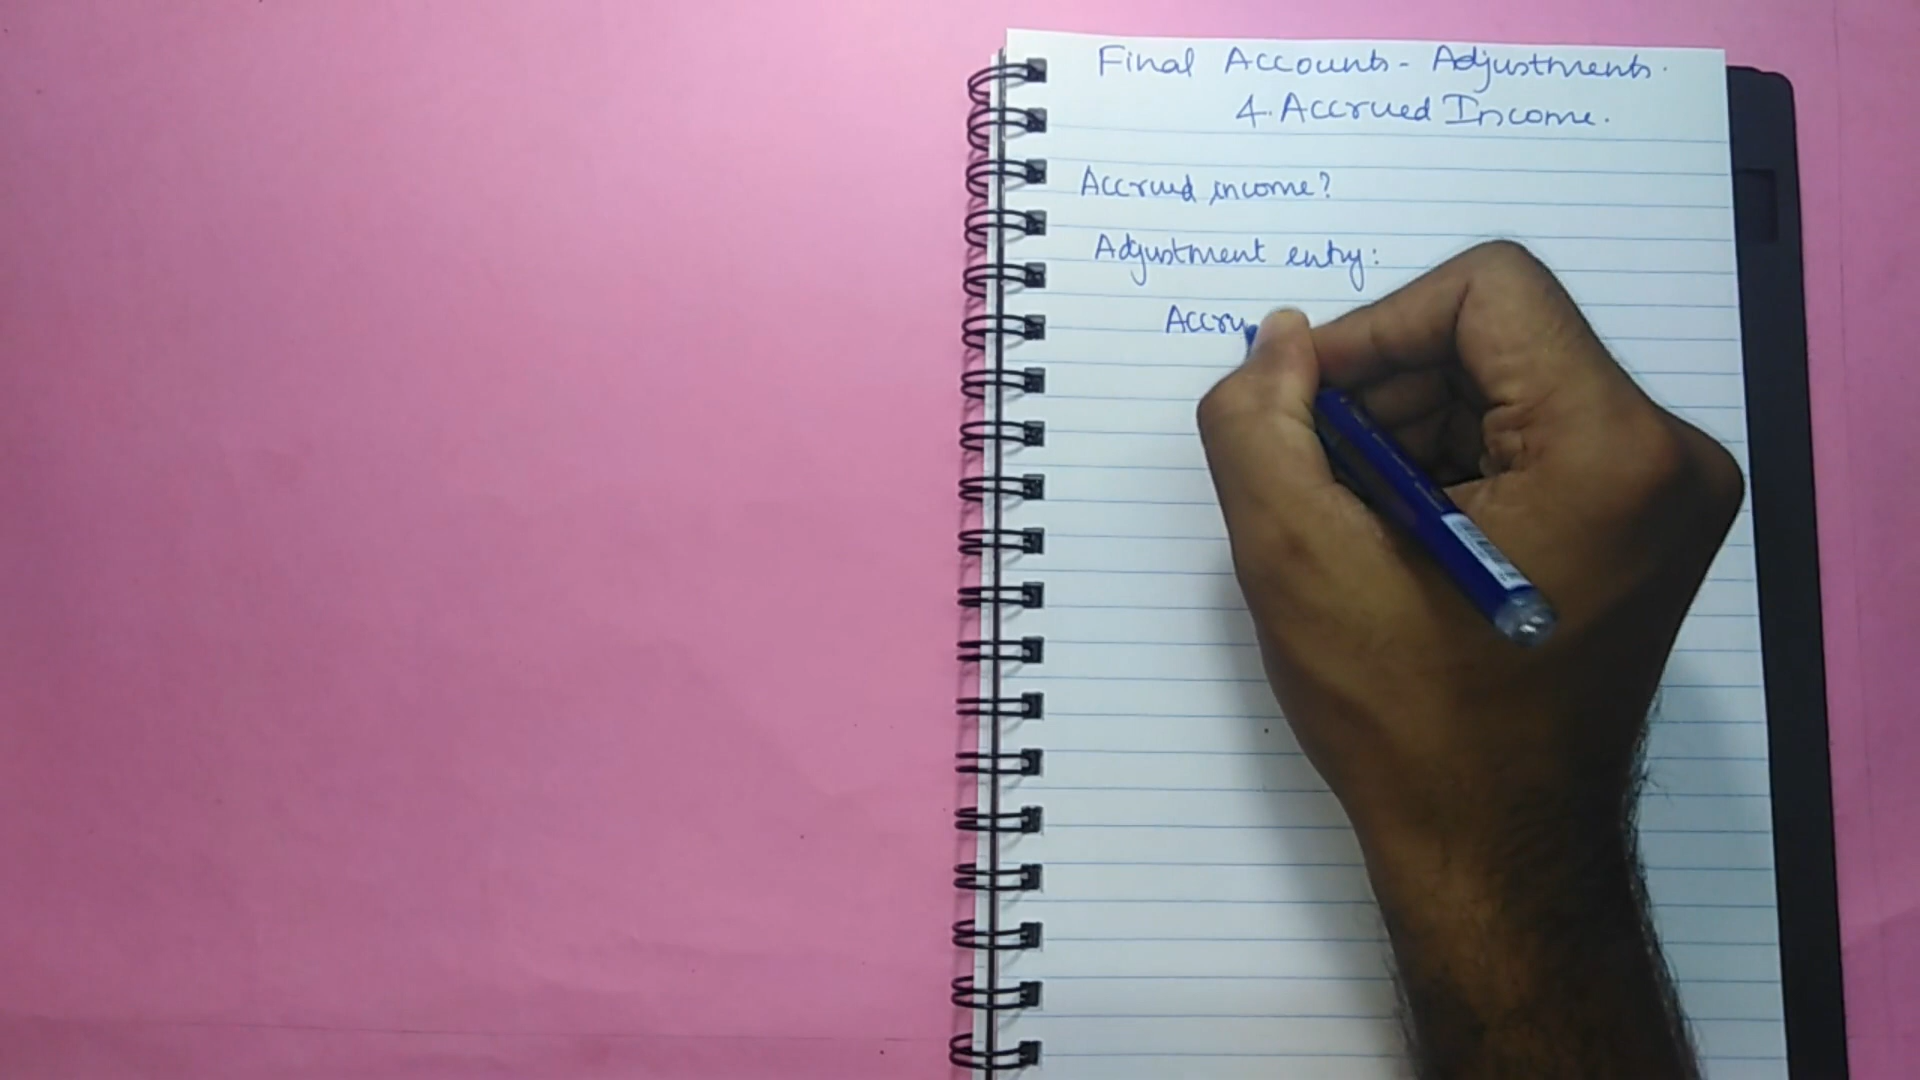 Final Accounts - Adjustments.
4. Accrued Income.
Accrued income?
Adjustment entry:
Accru